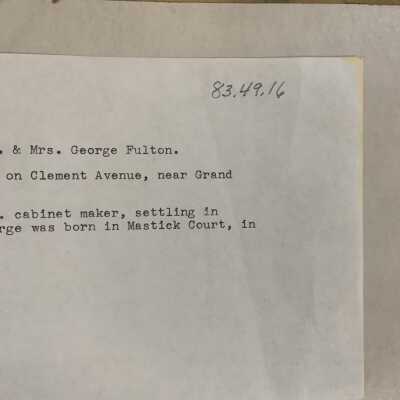 83.49.16
. & Mrs. George Fulton.
on Clement Avenue, near Grand
. cabinet maker, settling in
rge was born in Mastick Court, in